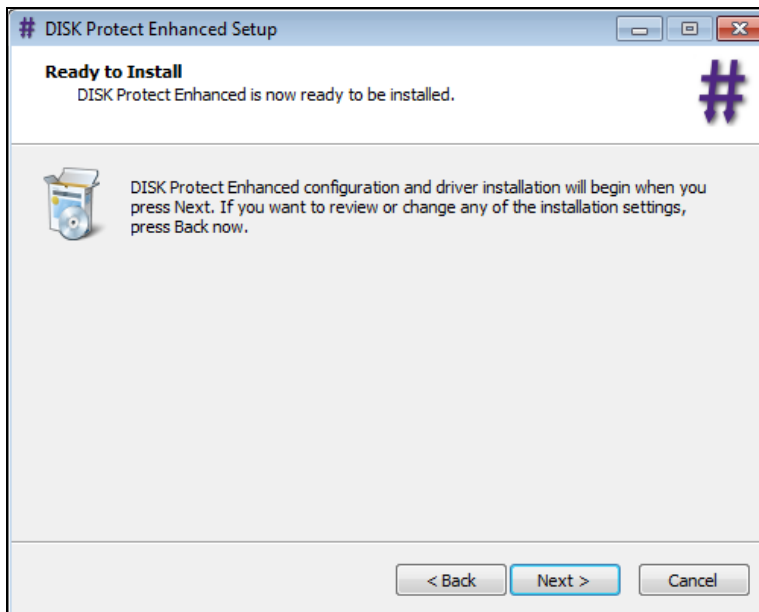 # DISK Protect Enhanced Setup
Ready to Install
DISK Protect Enhanced is now ready to be installed.
#
DISK Protect Enhanced configuration and driver installation will begin when you
press Next. If you want to review or change any of the installation settings,
press Back now.
< Back
Next >
Cancel